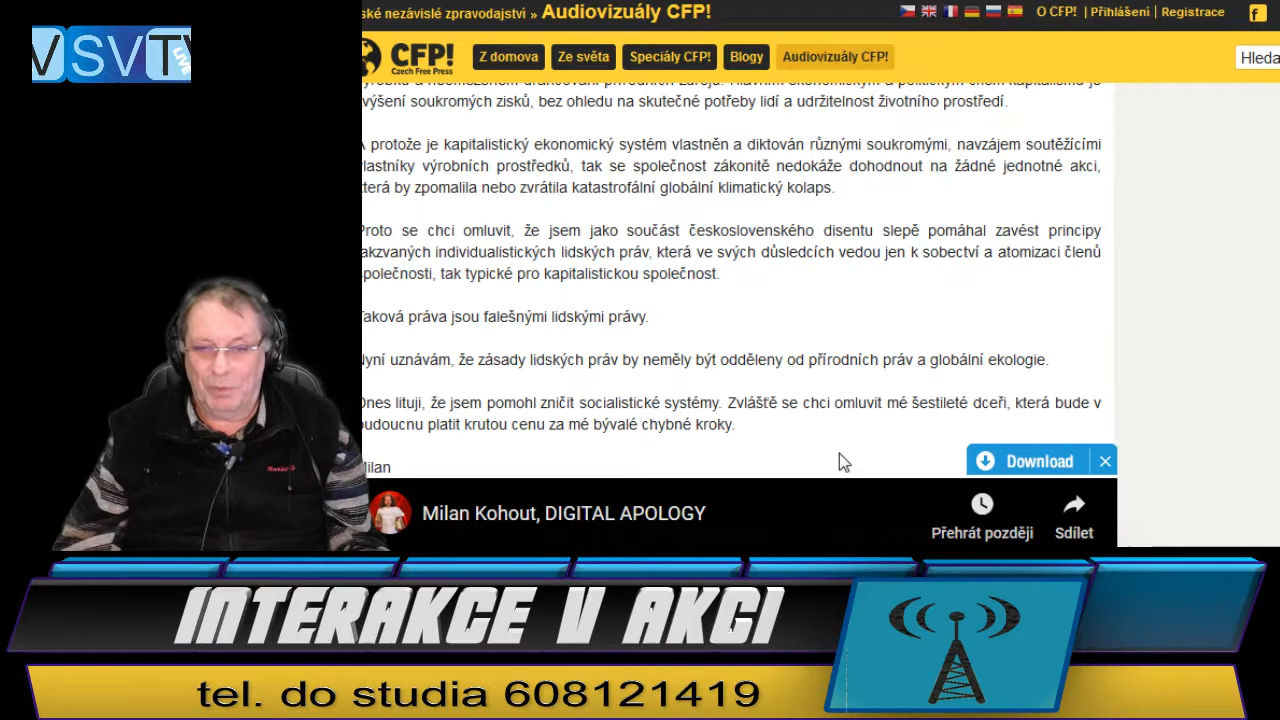 ské nezávislé zpravodajství » Audiovizuály CFP!
O CFP! | Přihlášení | Registrace
VSVTV
LIVE
CFP!
Czech Free Press
Z domova
Ze světa
Speciály CFP!
Blogy
Audiovizuály CFP!
Hleda
výšení soukromých zisků, bez ohledu na skutečné potřeby lidí a udržitelnost životního prostředí.
A protože je kapitalistický ekonomický systém vlastněn a diktován různými soukromými, navzájem soutěžícími
vlastníky výrobních prostředků, tak se společnost zákonitě nedokáže dohodnout na žádné jednotné akci,
která by zpomalila nebo zvrátila katastrofální globální klimatický kolaps.
Proto se chci omluvit, že jsem jako součást československého disentu slepě pomáhal zavést principy
akzvaných individualistických lidských práv, která ve svých důsledcích vedou jen k sobectví a atomizaci členů
společnosti, tak typické pro kapitalistickou společnost.
Taková práva jsou falešnými lidskými právy.
Nyní uznávám, že zásady lidských práv by neměly být odděleny od přírodních práv a globální ekologie.
Dnes lituji, že jsem pomohl zničit socialistické systémy. Zvlášťě se chci omluvit mé šestileté dceři, která bude v
budoucnu platit krutou cenu za mé bývalé chybné kroky.
Milan
Download
Milan Kohout, DIGITAL APOLOGY
Přehrát později
Sdílet
INTERAKCE V AKCI
tel. do studia 608121419